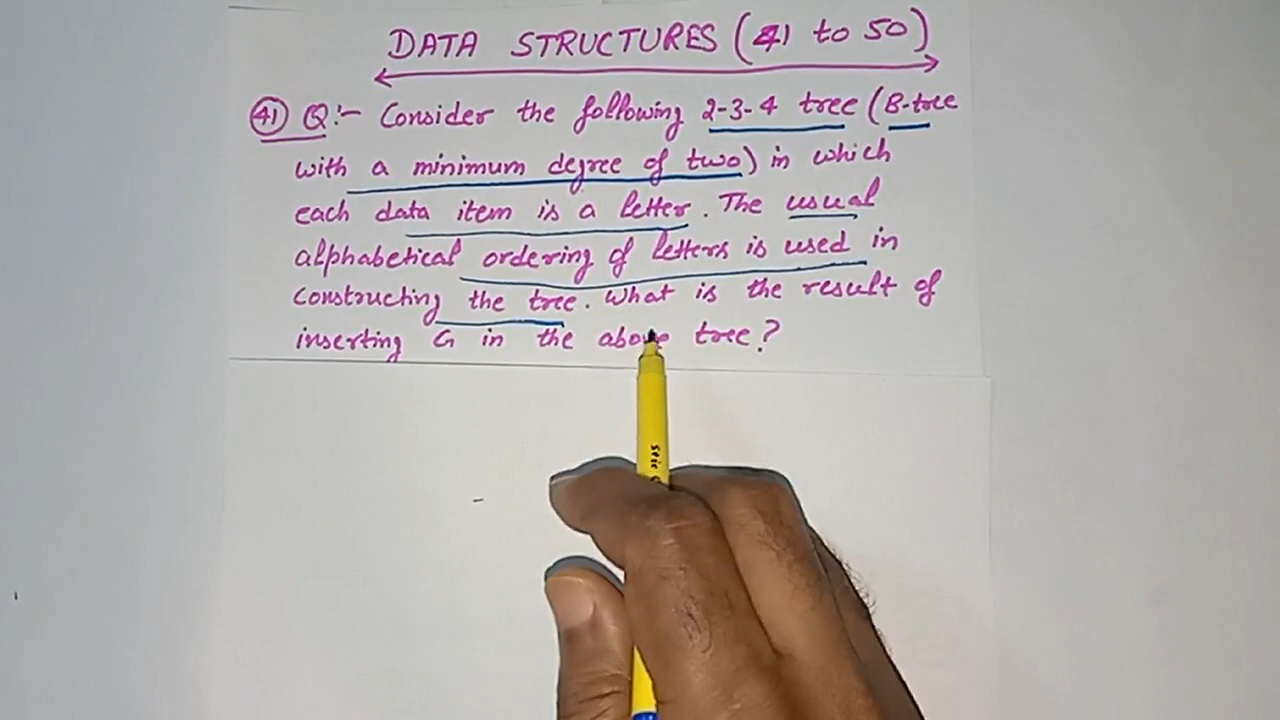 DATA STRUCTURES (41 to 50)
41) Q:- Consider the following 2-3-4 tree (B-tree
with a minimum degree of two) in which
each data item is a letter. The usual
alphabetical ordering of letters is used in
constructing the tree. What is the result of
inserting G in the above tree?
Stic